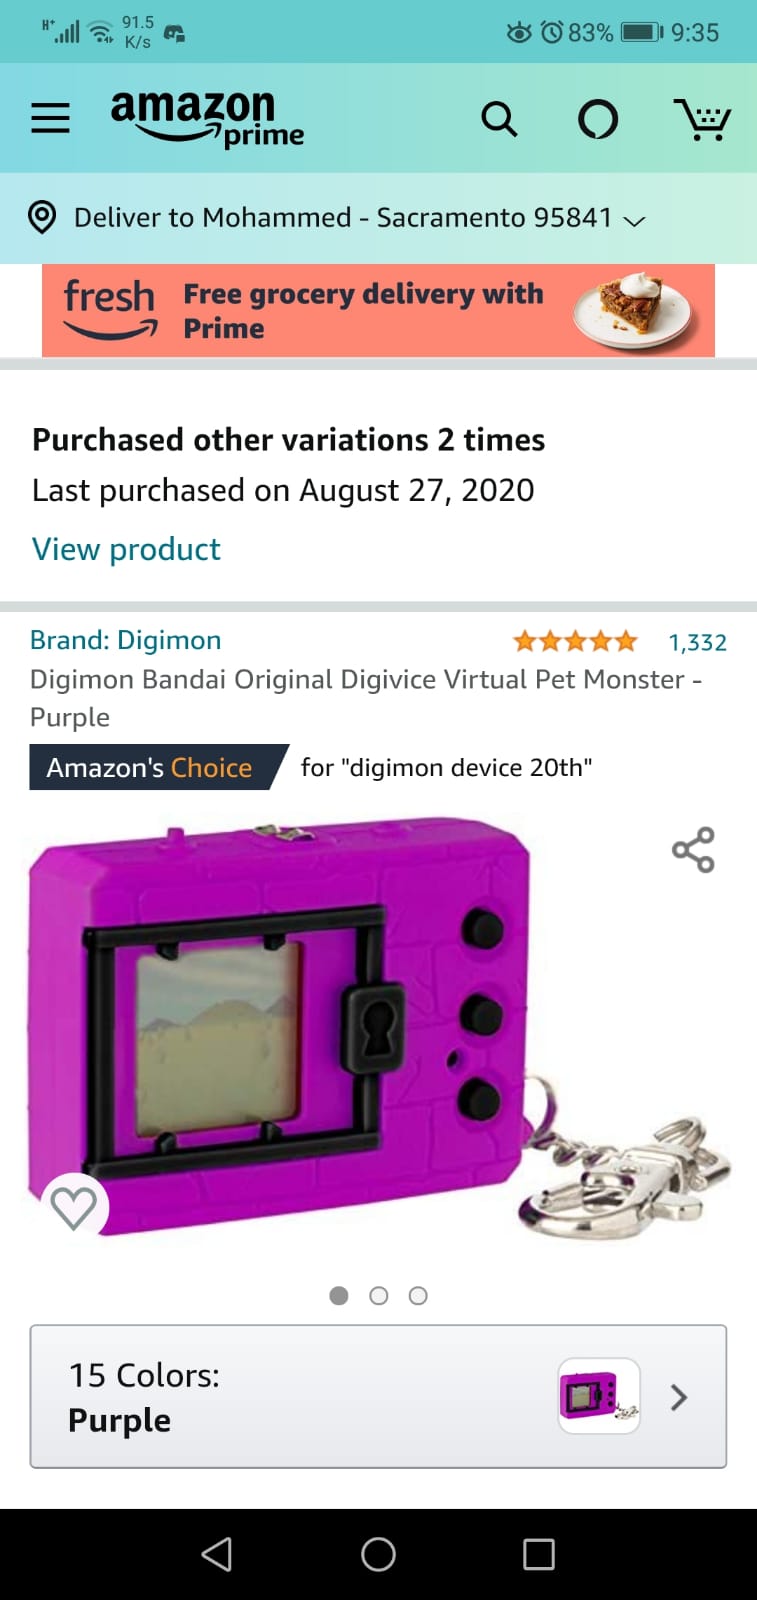 H+ 91.5 K/s 83% 9:35
amazon prime
Deliver to Mohammed - Sacramento 95841
fresh Free grocery delivery with
Prime
Purchased other variations 2 times
Last purchased on August 27, 2020
View product
Brand: Digimon 1,332
Digimon Bandai Original Digivice Virtual Pet Monster -
Purple
Amazon's Choice for "digimon device 20th"
15 Colors:
Purple